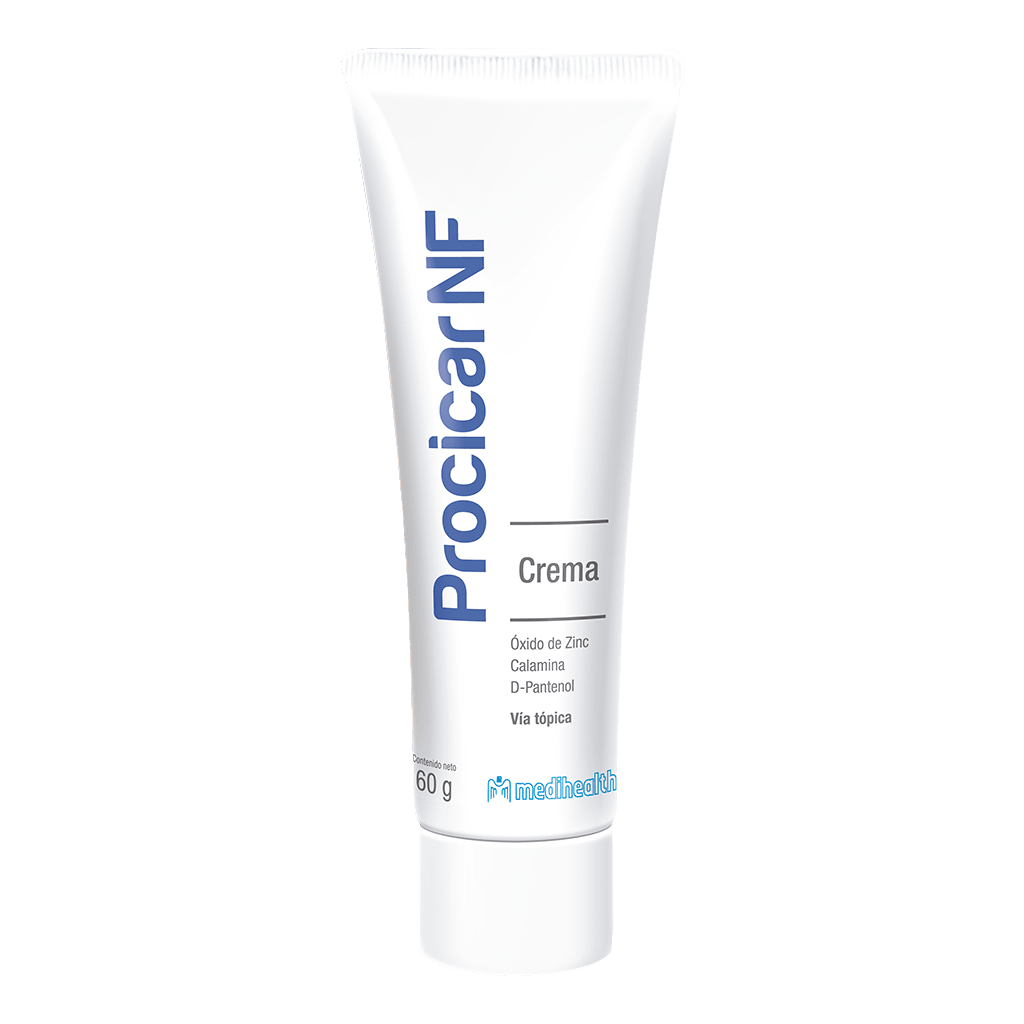 Procicar NF
Crema
Óxido de Zinc
Calamina
D-Pantenol
Vía tópica
Contenido neto
60 g
medihealth